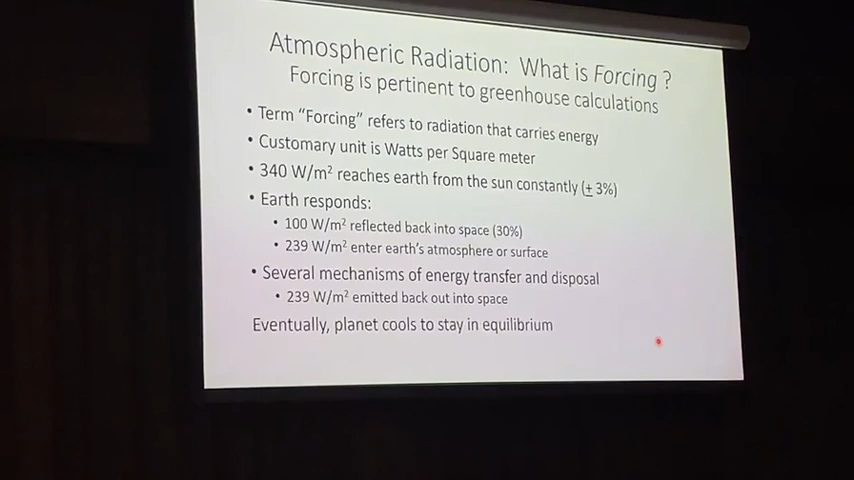 Atmospheric Radiation: What is Forcing ?
Forcing is pertinent to greenhouse calculations
• Term “Forcing” refers to radiation that carries energy
• Customary unit is Watts per Square meter
• 340 W/m² reaches earth from the sun constantly (± 3%)
• Earth responds:
• 100 W/m² reflected back into space (30%)
• 239 W/m² enter earth's atmosphere or surface
• Several mechanisms of energy transfer and disposal
• 239 W/m² emitted back out into space
Eventually, planet cools to stay in equilibrium